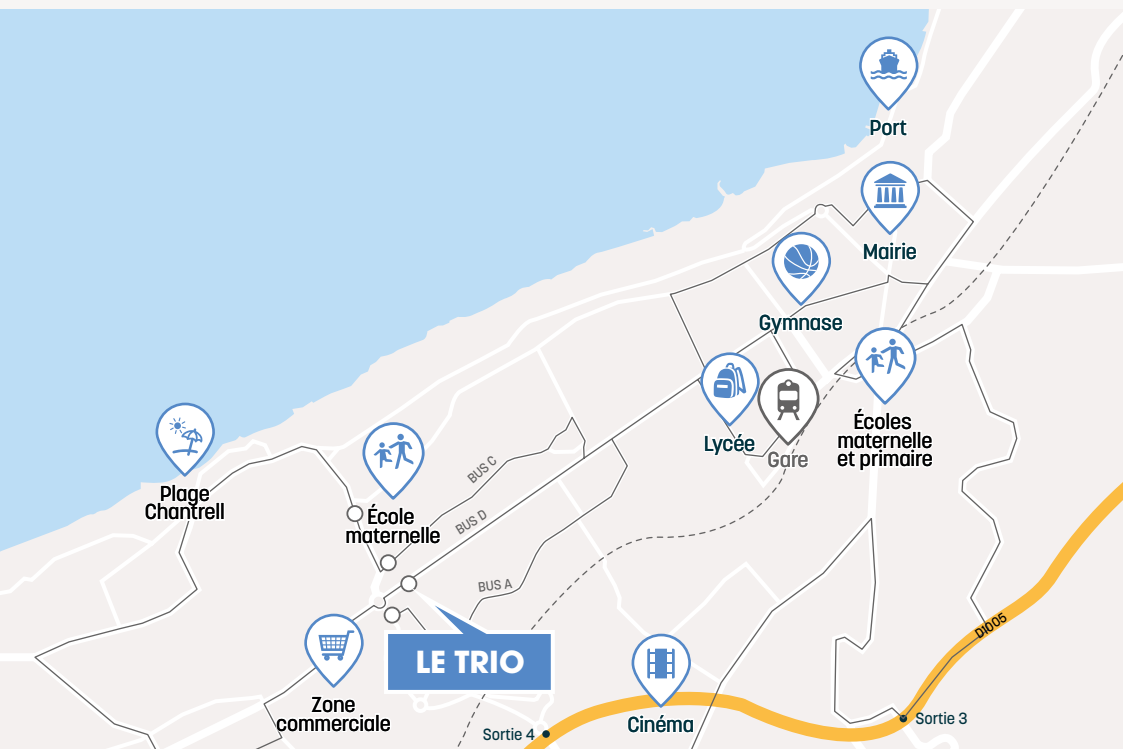 Port
Mairie
Gymnase
Lycée
Gare
Écoles
maternelle
et primaire
Plage
Chantrell
École
maternelle
BUS C
BUS D
BUS A
LE TRIO
Zone
commerciale
Cinéma
D1005
Sortie 3
Sortie 4